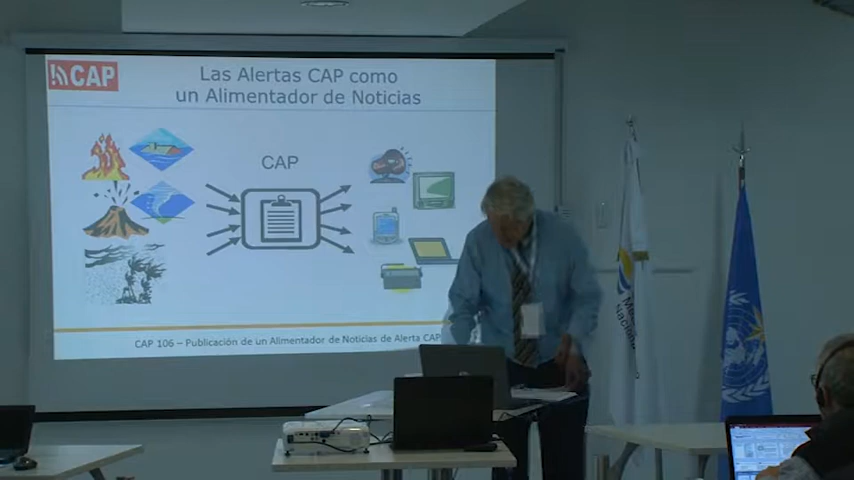 CAP
Las Alertas CAP como
un Alimentador de Noticias
CAP
CAP 106 – Publicación de un Alimentador de Noticias de Alerta CAP